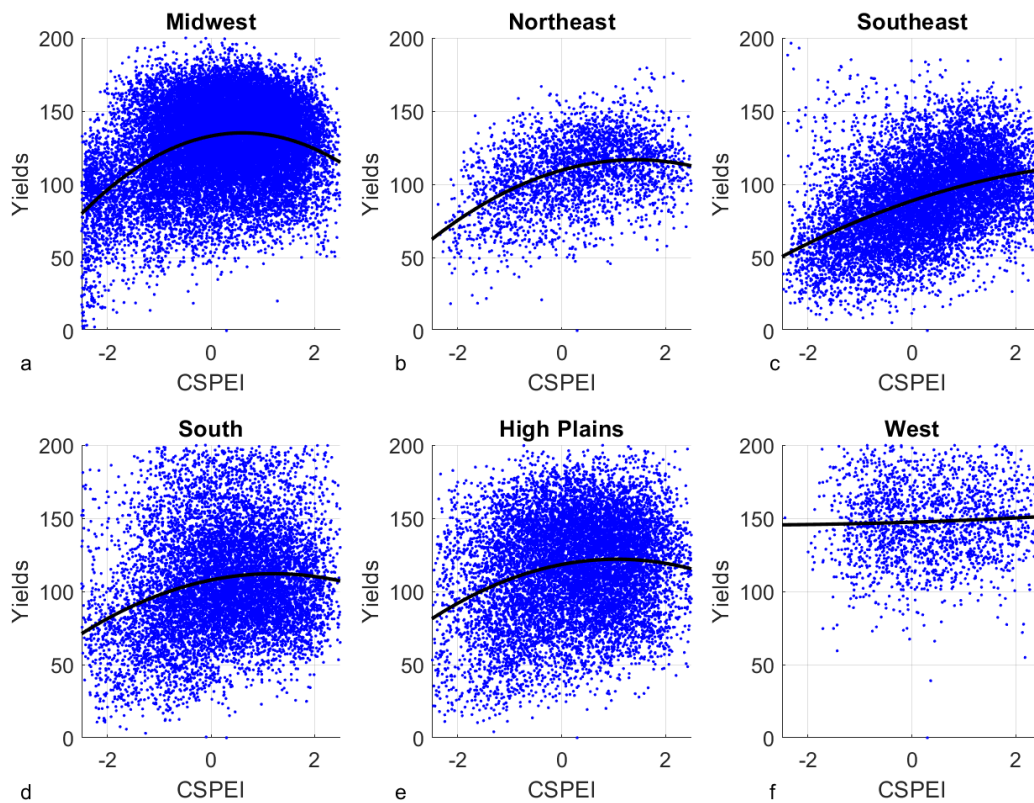 Midwest
Northeast
Southeast
200
150
100
50
0
Yields
-2 0 2
CSPEI
a
200
150
100
50
0
Yields
-2 0 2
CSPEI
b
200
150
100
50
0
Yields
-2 0 2
CSPEI
c
South
High Plains
West
200
150
100
50
0
Yields
-2 0 2
CSPEI
d
200
150
100
50
0
Yields
-2 0 2
CSPEI
e
200
150
100
50
0
Yields
-2 0 2
CSPEI
f